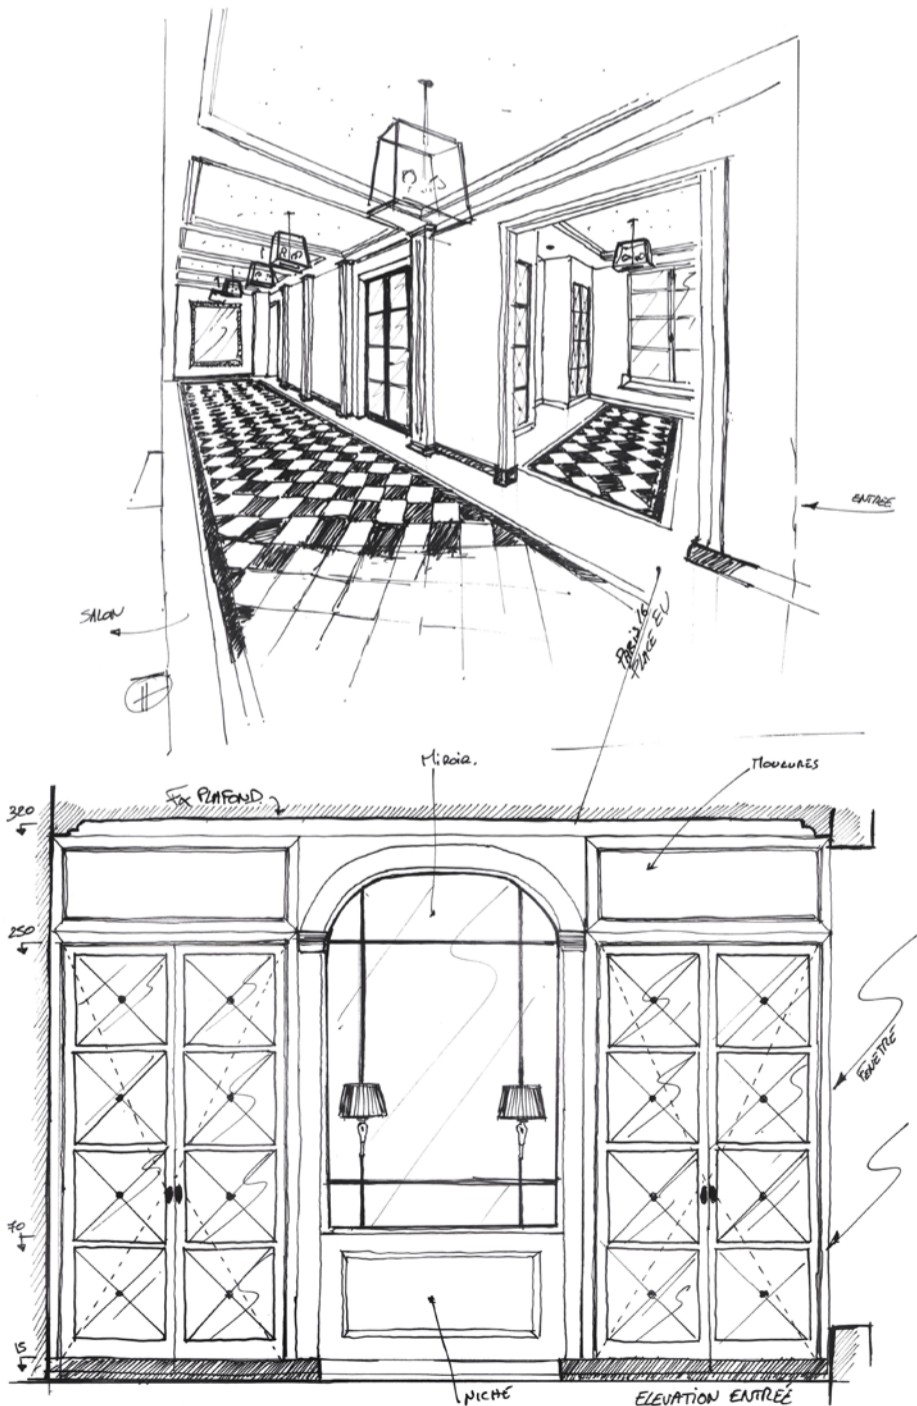 ENTREE
SALON
PARIS 16
PLACE EU
Miroir.
MOULURES
Fx PLAFOND
320
250
FENETRE
70
15
NICHE
ELEVATION ENTREÉ